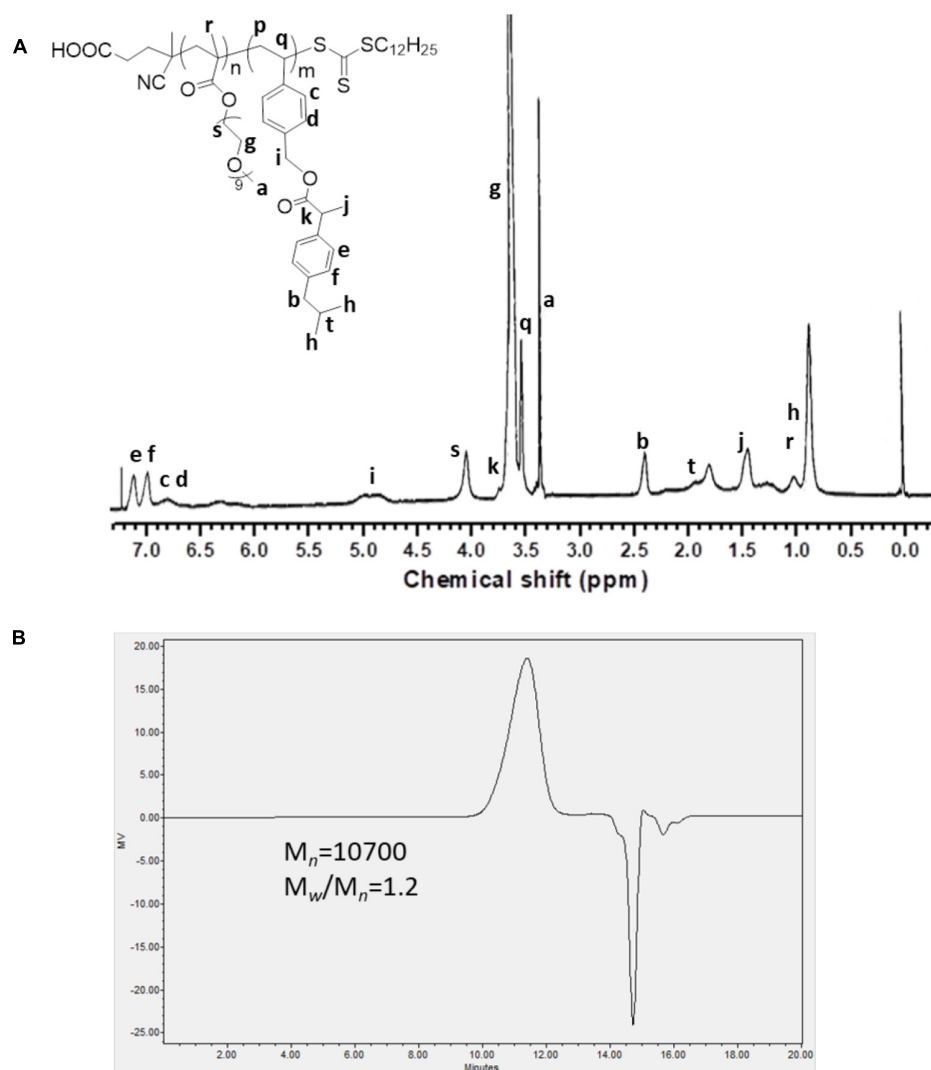 A
HOOC
NC
r
n
p
q
m
S
SC12H25
S
O
O
s
g
O
9
a
c
d
i
O
O
k
j
e
f
b
t
h
h
e f
c d
i
s
k
g
q
a
b
t
j
h
r
7.0 6.5 5.5 4.5 4.0 3.5 3.0 2.5 2.0 1.5 1.0 0.5 0.0
Chemical shift (ppm)
B
20.00
15.00
10.00
5.00
0.00
-5.00
-10.00
-15.00
-20.00
-25.00
MV
Mn=10700
Mw/Mn=1.2
2.00 4.00 6.00 8.00 10.00 12.00 14.00 16.00 18.00 20.00
Minutes